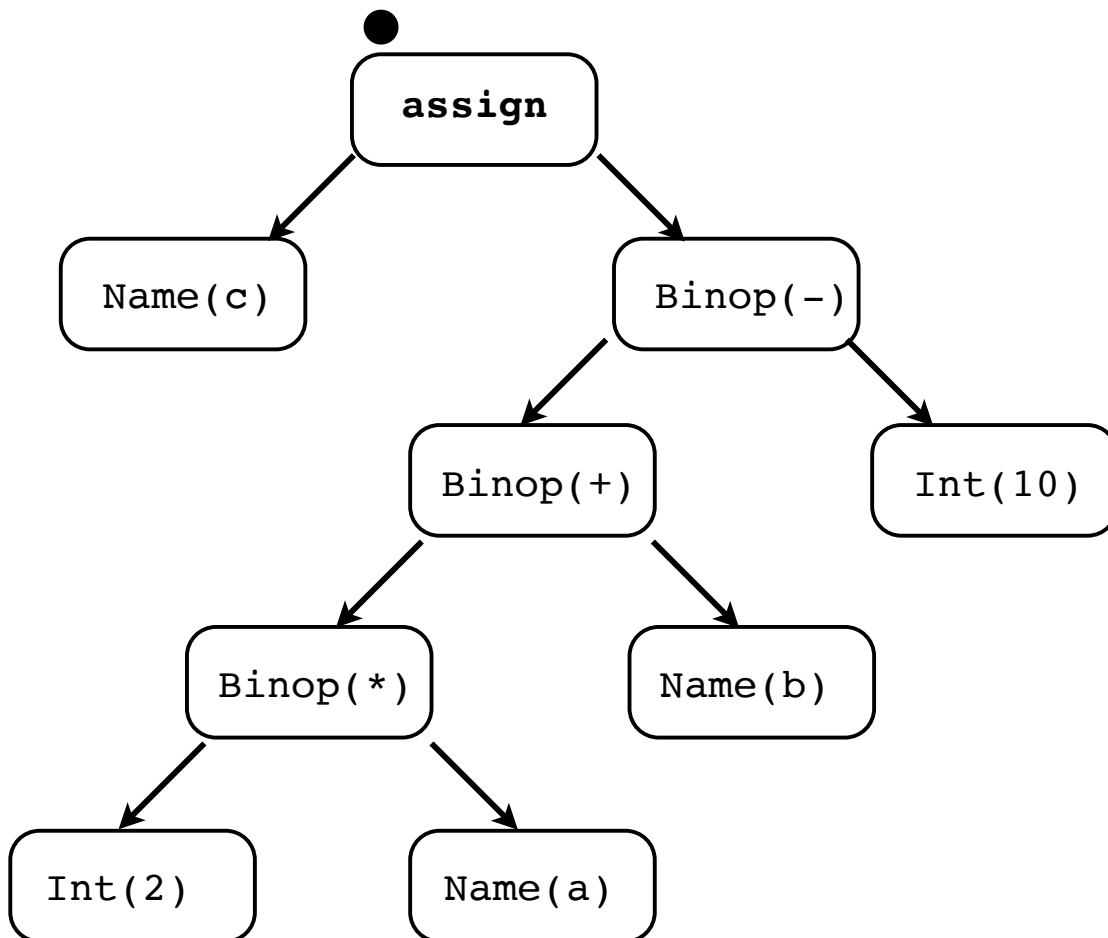 assign
Name(c)
Binop(-)
Binop(+)
Int(10)
Binop(*)
Name(b)
Int(2)
Name(a)